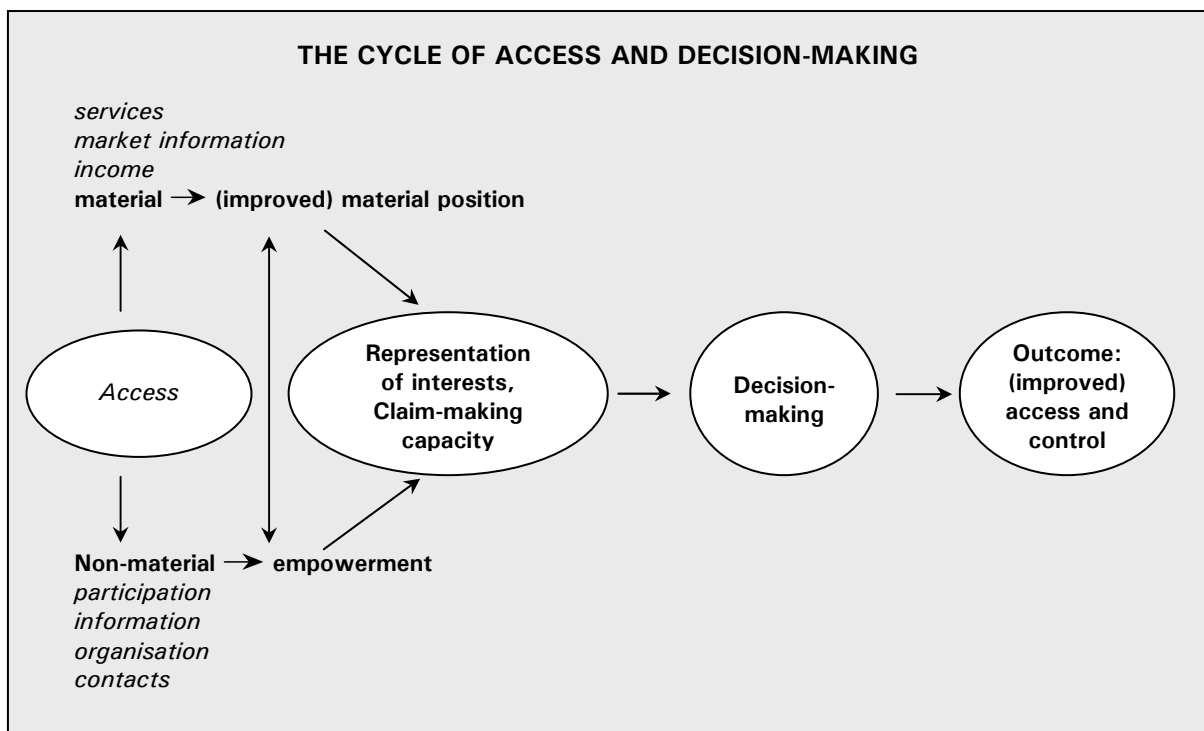 THE CYCLE OF ACCESS AND DECISION-MAKING
services
market information
income
material → (improved) material position
Access
Representation
of interests,
Claim-making
capacity
Decision-
making
Outcome:
(improved)
access and
control
Non-material → empowerment
participation
information
organisation
contacts